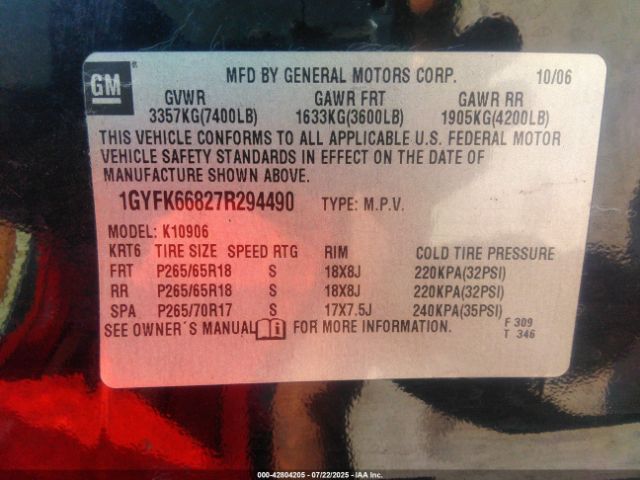 GM
MFD BY GENERAL MOTORS CORP. 10/06
GVWR GAWR FRT GAWR RR
3357KG(7400LB) 1633KG(3600LB) 1905KG(4200LB)
THIS VEHICLE CONFORMS TO ALL APPLICABLE U.S. FEDERAL MOTOR
VEHICLE SAFETY STANDARDS IN EFFECT ON THE DATE OF
MANUFACTURE SHOWN ABOVE.
1GYFK66827R294490 TYPE: M.P.V.
MODEL: K10906
KRT6 TIRE SIZE SPEED RTG RIM COLD TIRE PRESSURE
FRT P265/65R18 S 18X8J 220KPA(32PSI)
RR P265/65R18 S 18X8J 220KPA(32PSI)
SPA P265/70R17 S 17X7.5J 240KPA(35PSI)
SEE OWNER'S MANUAL FOR MORE INFORMATION.
F 309
T 346
000-42804205 - 07/22/2025 - Copyright IAA, Inc.